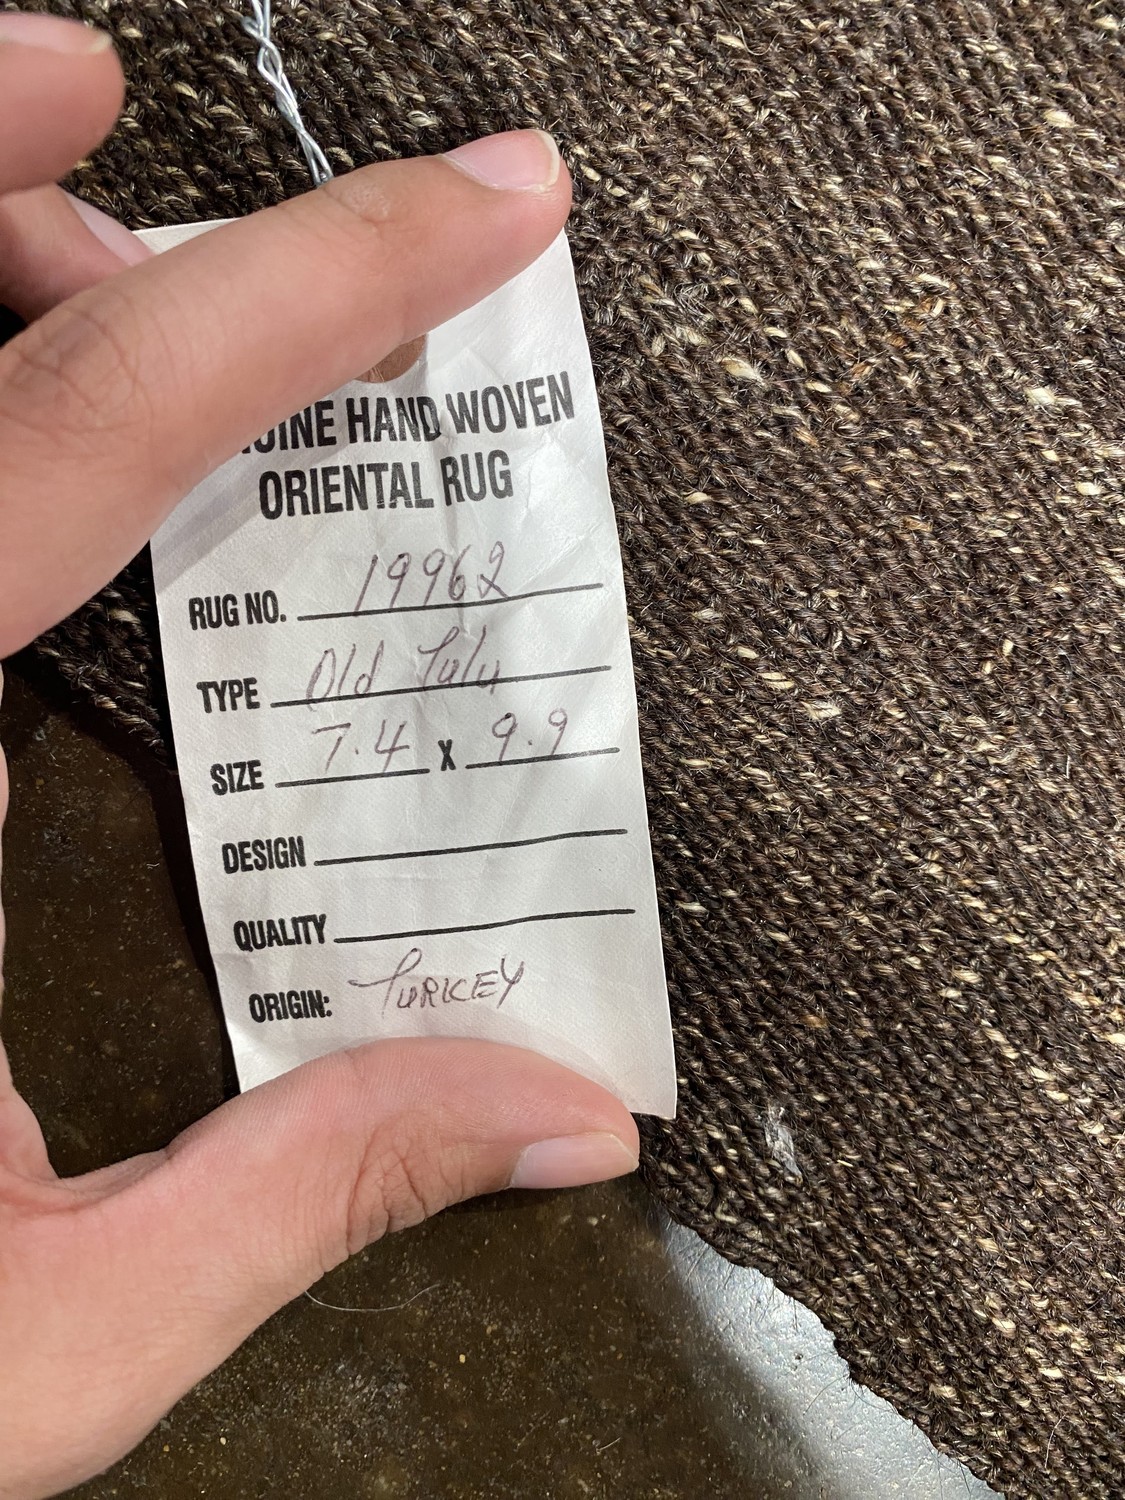 HAND WOVEN
ORIENTAL RUG
RUG NO. 19962
TYPE Old Tulu
SIZE 7.4 X 9.9
DESIGN
QUALITY
ORIGIN: TURKEY